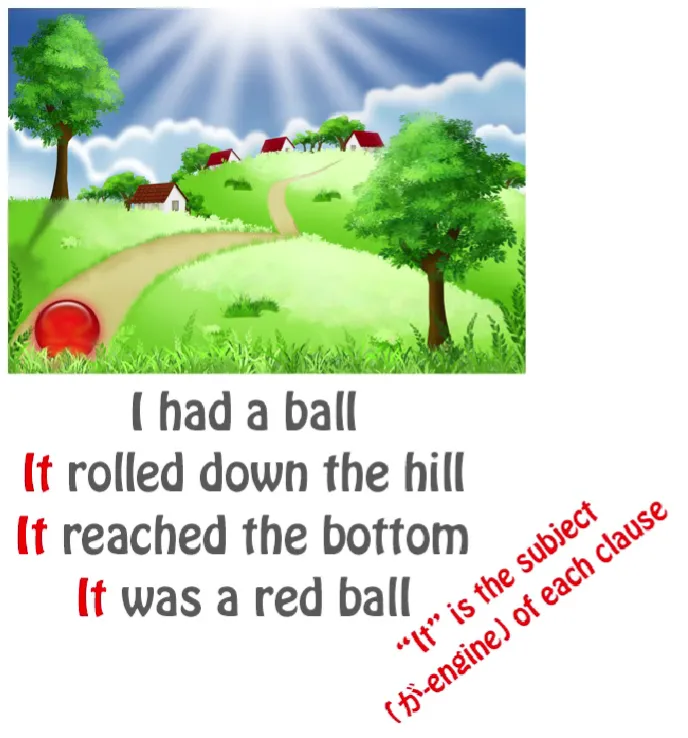 I had a ball
It rolled down the hill
It reached the bottom
It was a red ball
“It” is the subject
(が-engine) of each clause